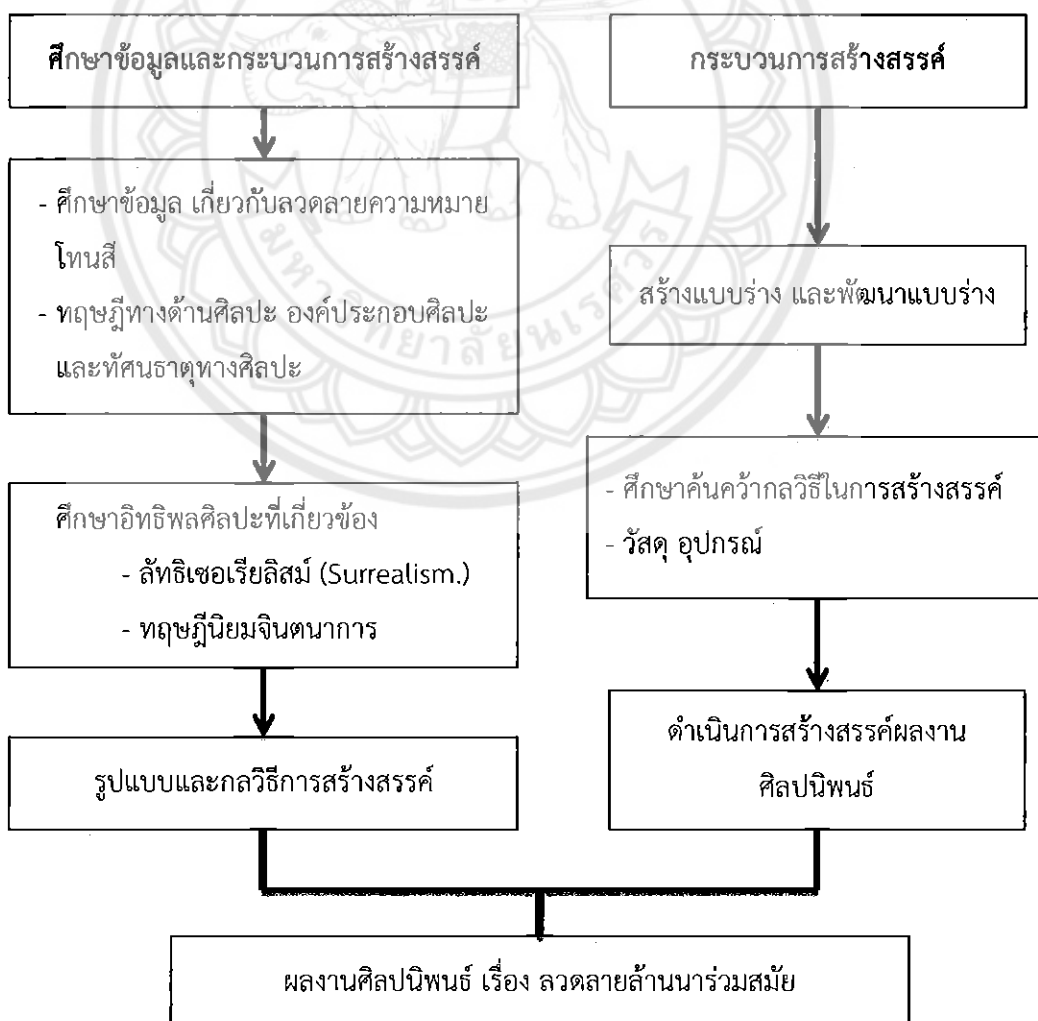 ศึกษาข้อมูลและกระบวนการสร้างสรรค์
- ศึกษาข้อมูล เกี่ยวกับลวดลายความหมาย
โทนสี
- ทฤษฎีทางด้านศิลปะ องค์ประกอบศิลปะ
และทัศนธาตุทางศิลปะ
ศึกษาอิทธิพลศิลปะที่เกี่ยวข้อง
- ลัทธิเซอเรียลิสม์ (Surrealism.)
- ทฤษฎีนิยมจินตนาการ
รูปแบบและกลวิธีการสร้างสรรค์
กระบวนการสร้างสรรค์
สร้างแบบร่าง และพัฒนาแบบร่าง
- ศึกษาค้นคว้ากลวิธีในการสร้างสรรค์
- วัสดุ อุปกรณ์
ดำเนินการสร้างสรรค์ผลงาน
ศิลปนิพนธ์
ผลงานศิลปนิพนธ์ เรื่อง ลวดลายล้านนาร่วมสมัย
มหาวิทยาลัยนเรศวร